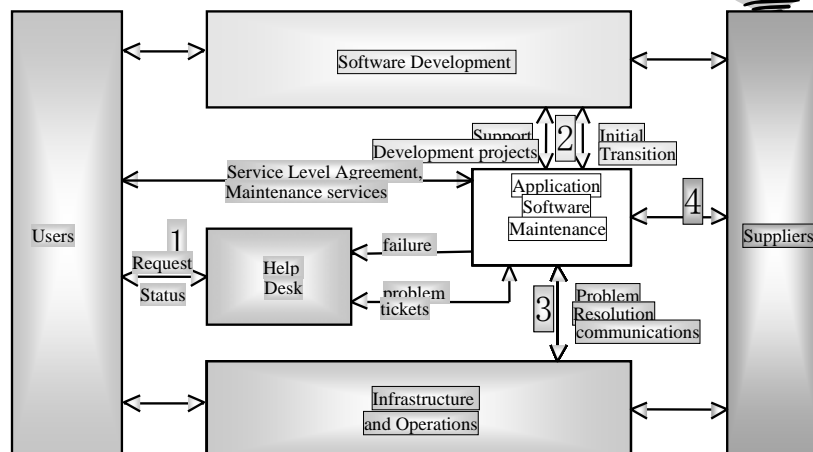 Software Development
Support
Development projects
2
Initial
Transition
Service Level Agreement,
Maintenance services
Application
Software
Maintenance
4
Users
Suppliers
1
Request
Status
Help
Desk
failure
problem
tickets
3
Problem
Resolution
communications
Infrastructure
and Operations